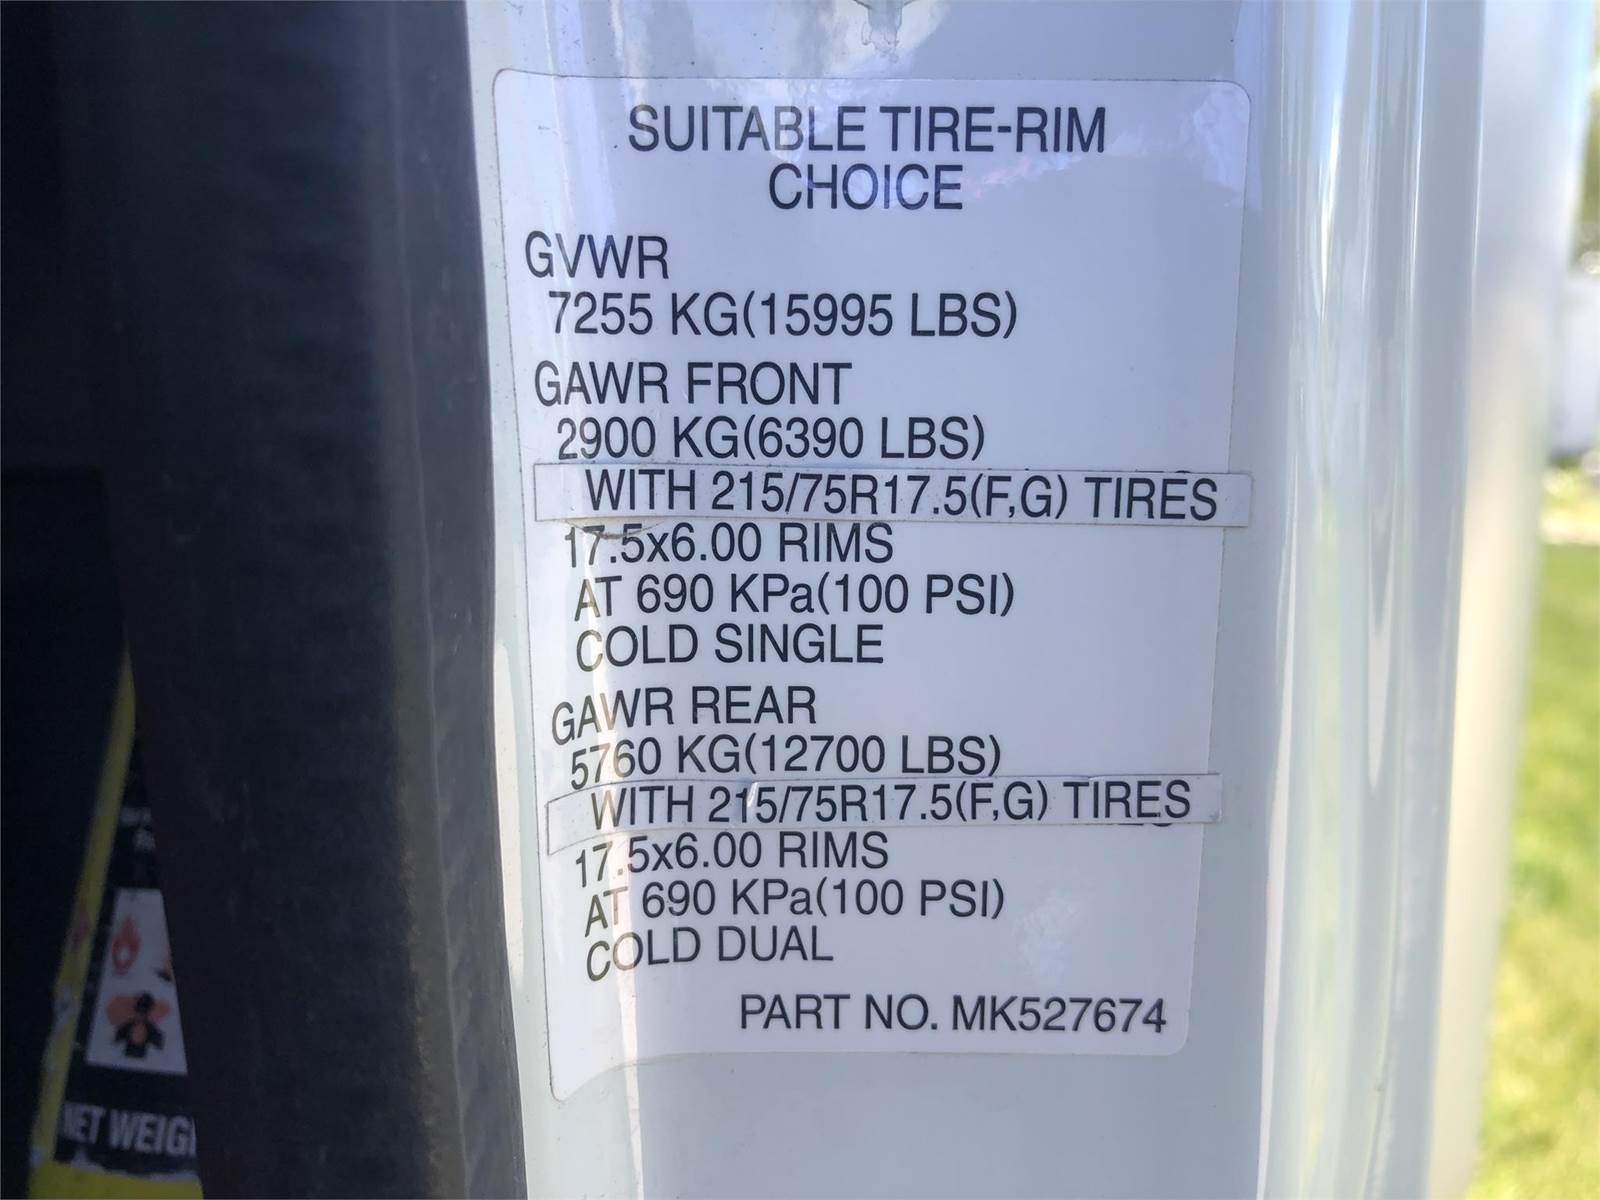 SUITABLE TIRE-RIM
CHOICE
GVWR
7255 KG(15995 LBS)
GAWR FRONT
2900 KG(6390 LBS)
WITH 215/75R17.5(F,G) TIRES
17.5x6.00 RIMS
AT 690 KPa(100 PSI)
COLD SINGLE
GAWR REAR
5760 KG(12700 LBS)
WITH 215/75R17.5(F,G) TIRES
17.5x6.00 RIMS
AT 690 KPa(100 PSI)
COLD DUAL
PART NO. MK527674
NET